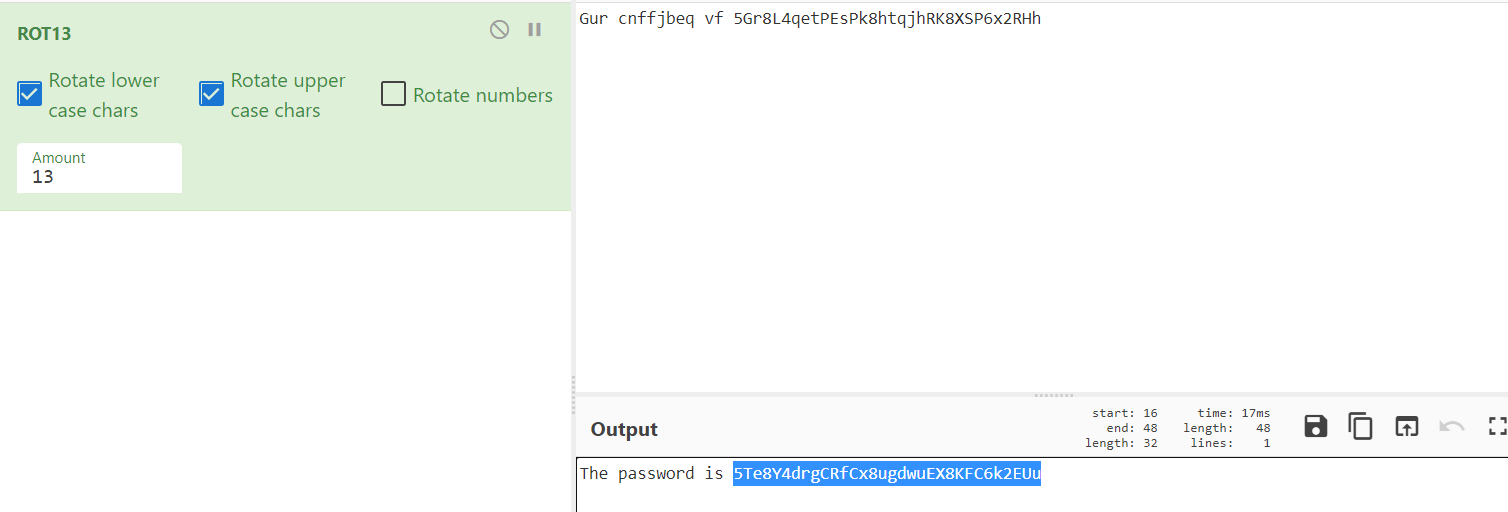 ROT13
Rotate lower case chars
Rotate upper case chars
Rotate numbers
Amount
13
Gur cnffjbeq vf 5Gr8L4qetPEsPk8htqjhRK8XSP6x2RHh
Output
start: 16
end: 48
length: 32
time: 17ms
length: 48
lines: 1
The password is 5Te8Y4drgCRfCx8ugdwuEX8KFC6k2EUu